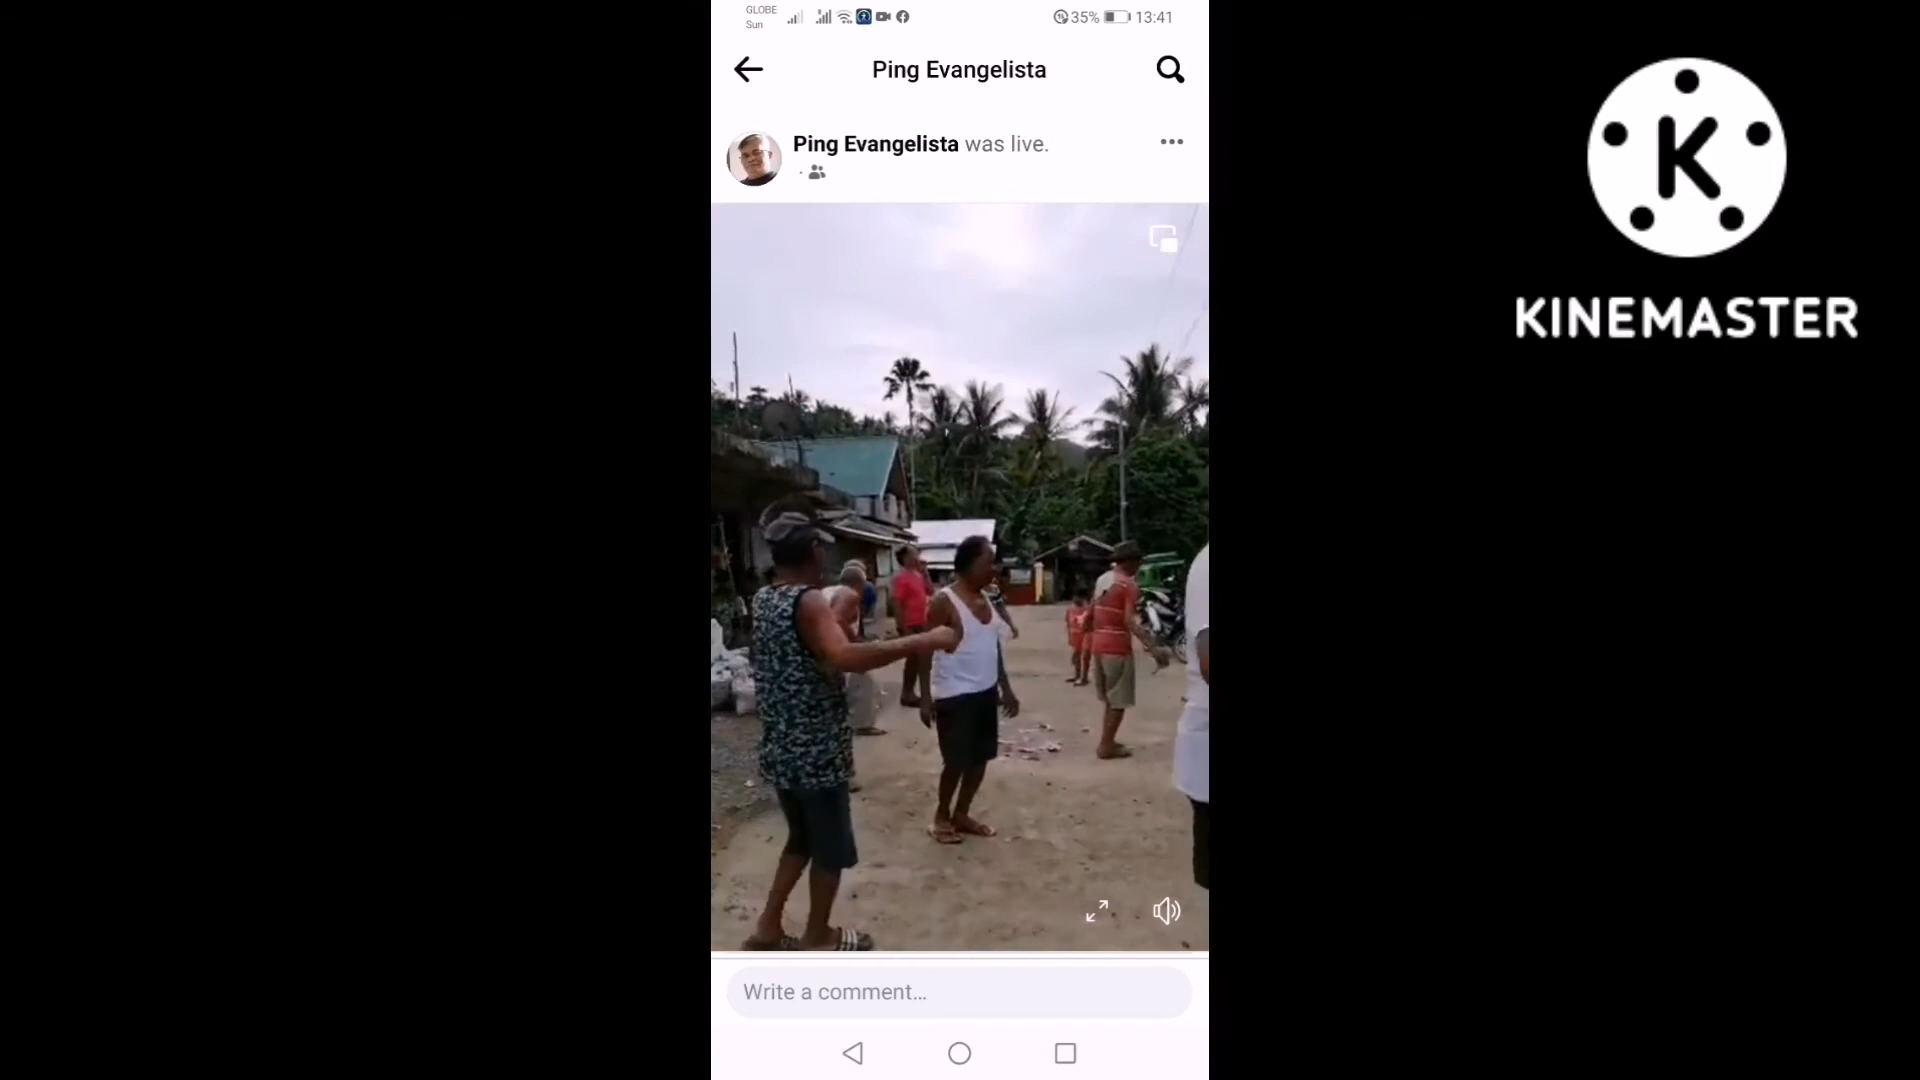 GLOBE
Sun
35% 13:41
Ping Evangelista
Ping Evangelista was live.
Write a comment...
K
KINEMASTER